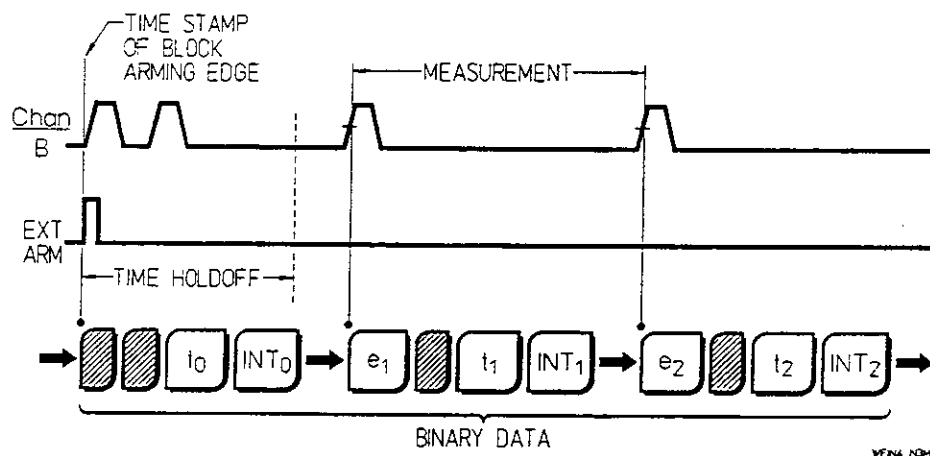 TIME STAMP
OF BLOCK
ARMING EDGE
MEASUREMENT
Chan
B
EXT
ARM
TIME HOLDOFF
t0 INT0 e1 t1 INT1 e2 t2 INT2
BINARY DATA